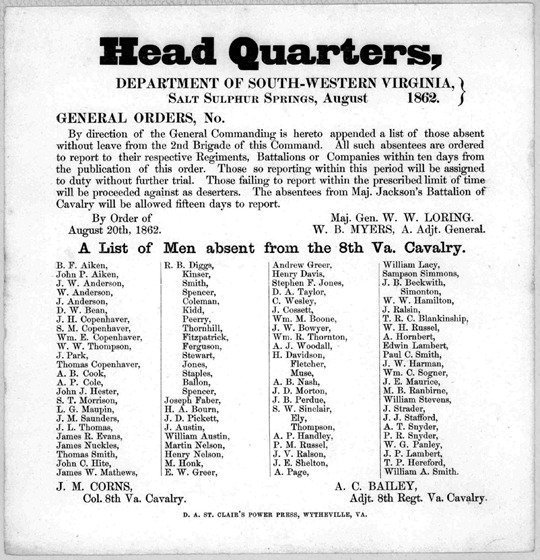 Head Quarters,
DEPARTMENT OF SOUTH-WESTERN VIRGINIA, }
SALT SULPHUR SPRINGS, August 1862.
GENERAL ORDERS, No.
By direction of the General Commanding is hereto appended a list of those absent
without leave from the 2nd Brigade of this Command. All such absentees are ordered
to report to their respective Regiments, Battalions or Companies within ten days from
the publication of this order. Those so reporting within this period will be assigned
to duty without further trial. Those failing to report within the prescribed limit of time
will be proceeded against as deserters. The absentees from Maj. Jackson's Battalion of
Cavalry will be allowed fifteen days to report.
By Order of Maj. Gen. W. W. LORING.
August 20th, 1862. W. B. MYERS, A. Adjt. General.
A List of Men absent from the 8th Va. Cavalry.
B. F. Aiken,
John P. Aiken,
J. W. Anderson,
W. Anderson,
J. Anderson,
D. W. Bean,
J. H. Copenhaver,
S. M. Copenhaver,
Wm. E. Copenhaver,
W. W. Thompson,
J. Park,
Thomas Copenhaver,
A. B. Cook,
A. P. Cole,
John J. Hester,
S. T. Morrison,
L. G. Maupin,
J. M. Saunders,
J. L. Thomas,
James R. Evans,
James Nuckles,
Thomas Smith,
John C. Hite,
James W. Mathews,
R. B. Diggs,
Kinser,
Smith,
Spencer,
Coleman,
Kidd,
Peerry,
Thornhill,
Fitzpatrick,
Ferguson,
Stewart,
Jones,
Staples,
Ballon,
Spencer,
Joseph Faber,
H. A. Bourn,
J. D. Pickett,
J. Austin,
William Austin,
Martin Nelson,
Henry Nelson,
M. Honk,
E. W. Greer,
Andrew Greer,
Henry Davis,
Stephen F. Jones,
D. A. Taylor,
C. Wesley,
J. Cossett,
Wm. M. Boone,
J. W. Bowyer,
Wm. R. Thornton,
A. J. Woodall,
H. Davidson,
Fletcher,
Muse,
A. B. Nash,
J. D. Morton,
J. B. Perdue,
S. W. Sinclair,
Ely,
Thompson,
A. P. Handley,
P. M. Russel,
J. V. Ralson,
J. E. Shelton,
A. Page,
William Lacy,
Sampson Simmons,
J. B. Beckwith,
Simonton,
W. W. Hamilton,
J. Ralsin,
T. R. C. Blankinship,
W. H. Russel,
A. Hornbert,
Edwin Lambert,
Paul C. Smith,
J. W. Harman,
Wm. C. Sogner,
J. E. Maurice,
M. B. Ranbirne,
William Stevens,
J. Strader,
J. J. Stafford,
A. T. Snyder,
P. R. Snyder,
W. G. Panley,
J. P. Lambert,
T. P. Hereford,
William A. Smith.
J. M. CORNS, A. C. BAILEY,
Col. 8th Va. Cavalry. Adjt. 8th Regt. Va. Cavalry.
D. A. ST. CLAIR'S POWER PRESS, WYTHEVILLE, VA.